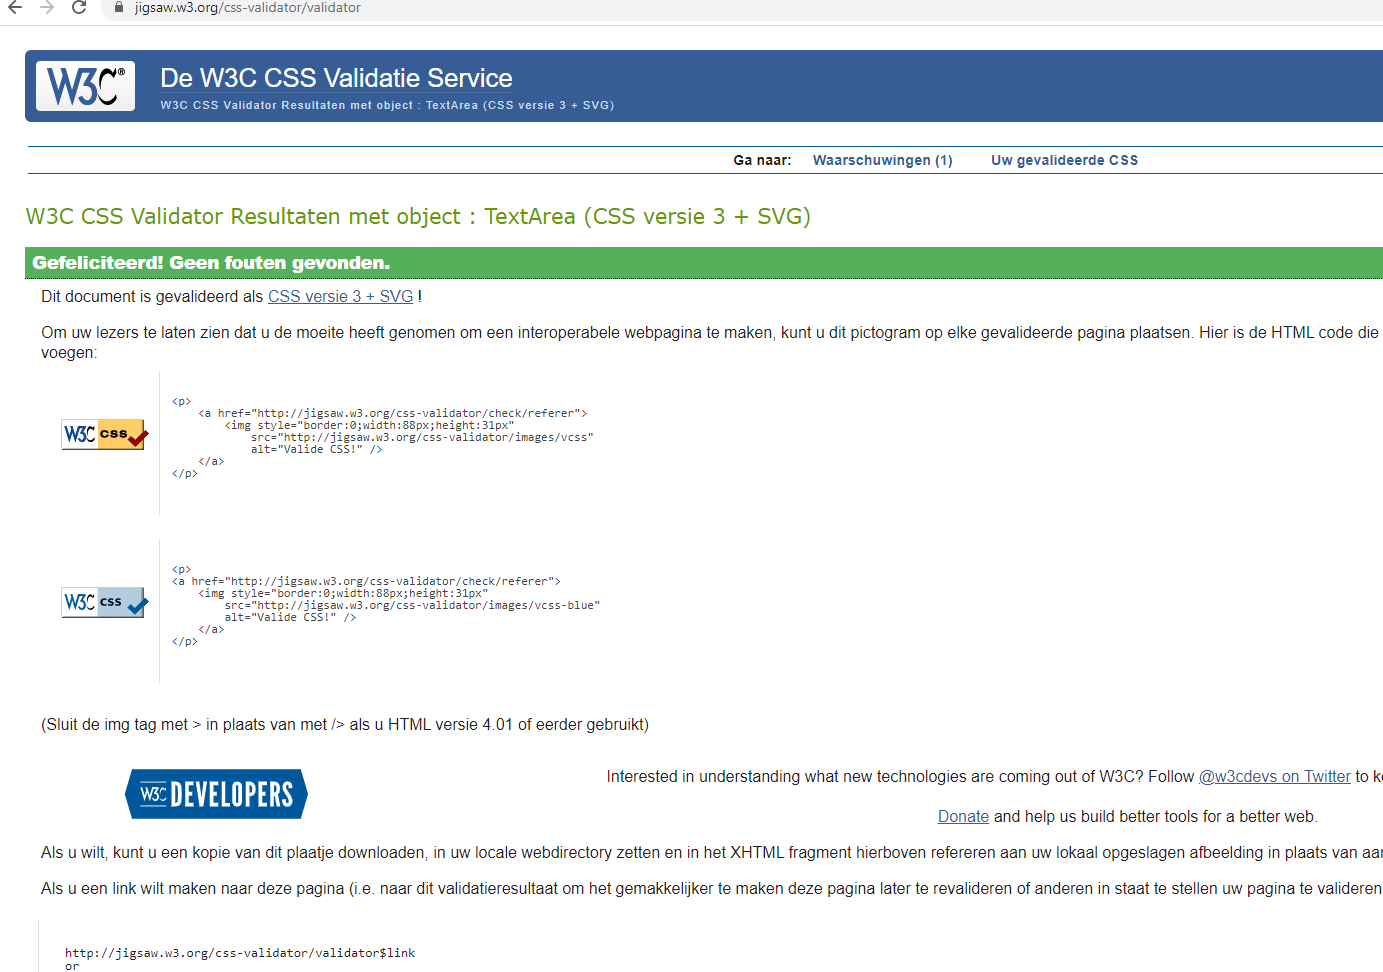 jigsaw.w3.org/css-validator/validator
W3C® De W3C CSS Validatie Service
W3C CSS Validator Resultaten met object : TextArea (CSS versie 3 + SVG)
Ga naar: Waarschuwingen (1) Uw gevalideerde CSS
W3C CSS Validator Resultaten met object : TextArea (CSS versie 3 + SVG)
Gefeliciteerd! Geen fouten gevonden.
Dit document is gevalideerd als CSS versie 3 + SVG !
Om uw lezers te laten zien dat u de moeite heeft genomen om een interoperabele webpagina te maken, kunt u dit pictogram op elke gevalideerde pagina plaatsen. Hier is de HTML code die
voegen:
W3C css
<p>
<a href="http://jigsaw.w3.org/css-validator/check/referer">
<img style="border:0;width:88px;height:31px"
src="http://jigsaw.w3.org/css-validator/images/vcss"
alt="Valide CSS!" />
</a>
</p>
W3C css
<p>
<a href="http://jigsaw.w3.org/css-validator/check/referer">
<img style="border:0;width:88px;height:31px"
src="http://jigsaw.w3.org/css-validator/images/vcss-blue"
alt="Valide CSS!" />
</a>
</p>
(Sluit de img tag met > in plaats van met /> als u HTML versie 4.01 of eerder gebruikt)
W3C DEVELOPERS
Interested in understanding what new technologies are coming out of W3C? Follow @w3cdevs on Twitter to
Donate and help us build better tools for a better web.
Als u wilt, kunt u een kopie van dit plaatje downloaden, in uw locale webdirectory zetten en in het XHTML fragment hierboven refereren aan uw lokaal opgeslagen afbeelding in plaats van
Als u een link wilt maken naar deze pagina (i.e. naar dit validatieresultaat om het gemakkelijker te maken deze pagina later te revalideren of anderen in staat te stellen uw pagina te valideren
http://jigsaw.w3.org/css-validator/validator$link
or